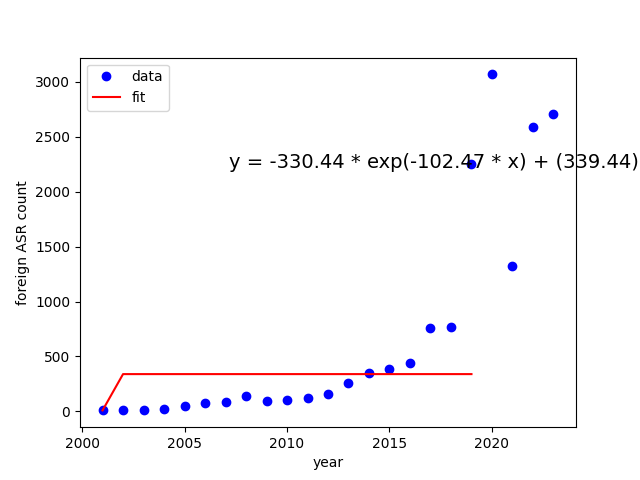 data
fit
y = -330.44 * exp(-102.47 * x) + (339.44)
foreign ASR count
3000
2500
2000
1500
1000
500
0
2000 2005 2010 2015 2020
year